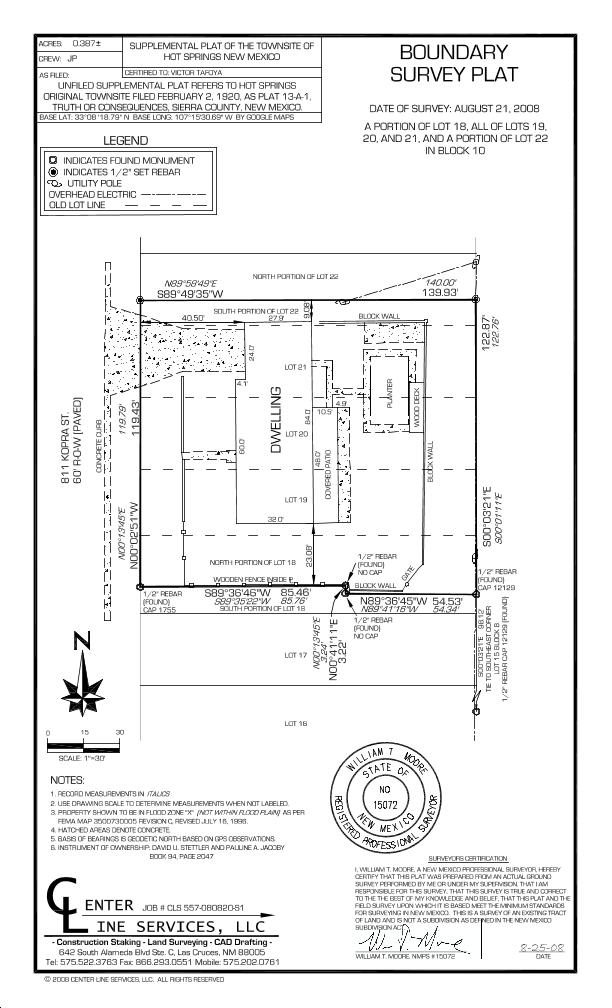 ACRES: 0.387±
CREW: JP
AS FILED:
SUPPLEMENTAL PLAT OF THE TOWNSITE OF
HOT SPRINGS NEW MEXICO
CERTIFIED TO: VICTOR TAFOYA
UNFILED SUPPLEMENTAL PLAT REFERS TO HOT SPRINGS
ORIGINAL TOWNSITE FILED FEBRUARY 2, 1920, AS PLAT 13-A-1,
TRUTH OR CONSEQUENCES, SIERRA COUNTY, NEW MEXICO.
BASE LAT: 33°08'18.79" N BASE LONG: 107°15'30.69" W BY GOOGLE MAPS
BOUNDARY
SURVEY PLAT
DATE OF SURVEY: AUGUST 21, 2008
A PORTION OF LOT 18, ALL OF LOTS 19,
20, AND 21, AND A PORTION OF LOT 22
IN BLOCK 10
LEGEND
INDICATES FOUND MONUMENT
INDICATES 1/2" SET REBAR
UTILITY POLE
OVERHEAD ELECTRIC
OLD LOT LINE
NORTH PORTION OF LOT 22
N89°58'49"E
S89°49'35"W
140.00'
139.93'
SOUTH PORTION OF LOT 22
40.50'
27.9'
9.08'
BLOCK WALL
122.87'
122.76'
24.0'
4.1'
LOT 21
10.5'
4.9'
PLANTER
WOOD DECK
DWELLING
84.0'
119.79'
119.43'
811 KOPRA ST.
60' R-O-W (PAVED)
CONCRETE CURB
LOT 20
60.0'
48.0'
COVERED PATIO
BLOCK WALL
LOT 19
32.0'
N00°13'45"E
N00°02'51"W
S00°03'21"E
S00°01'11"E
23.08'
NORTH PORTION OF LOT 18
WOODEN FENCE INSIDE P
1/2" REBAR
(FOUND)
NO CAP
GATE
BLOCK WALL
1/2" REBAR
(FOUND)
CAP 12129
1/2" REBAR
(FOUND)
CAP 1755
S89°36'46"W 85.46'
S89°36'32"W 85.76'
SOUTH PORTION OF LOT 18
N89°36'45"W 54.53'
N89°41'16"W 54.34'
1/2" REBAR
(FOUND)
NO CAP
N00°13'45"E
3.24'
N00°41'11"E
3.22'
S00°03'21"E 96.12
TIE TO SOUTHEAST CORNER
LOT 15 BLOCK B
1/2" REBAR CAP 12129 (FOUND)
LOT 17
LOT 16
N
0 15 30
SCALE: 1"=30'
NOTES:
1. RECORD MEASUREMENTS IN ITALICS
2. USE DRAWING SCALE TO DETERMINE MEASUREMENTS WHEN NOT LABELED.
3. PROPERTY SHOWN TO BE IN FLOOD ZONE "X" (NOT WITHIN FLOOD PLAIN) AS PER
FEMA MAP 3500730005 REVISION C, REVISED JULY 16, 1996.
4. HATCHED AREAS DENOTE CONCRETE.
5. BASIS OF BEARINGS IS GEODETIC NORTH BASED ON GPS OBSERVATIONS.
6. INSTRUMENT OF OWNERSHIP: DAVID U. STETTLER AND PAULINE A. JACOBY
BOOK 94, PAGE 2047
WILLIAM T. MOORE
STATE OF
NO
15072
NEW MEXICO
REGISTERED PROFESSIONAL SURVEYOR
SURVEYORS CERTIFICATION
I, WILLIAM T. MOORE, A NEW MEXICO PROFESSIONAL SURVEYOR, HEREBY
CERTIFY THAT THIS PLAT WAS PREPARED FROM AN ACTUAL GROUND
SURVEY PERFORMED BY ME OR UNDER MY SUPERVISION, THAT I AM
RESPONSIBLE FOR THIS SURVEY, THAT THIS SURVEY IS TRUE AND CORRECT
TO THE THE BEST OF MY KNOWLEDGE AND BELIEF, THAT THIS PLAT AND THE
FIELD SURVEY UPON WHICH IT IS BASED MEET THE MINIMUM STANDARDS
FOR SURVEYING IN NEW MEXICO. THIS IS A SURVEY OF AN EXISTING TRACT
OF LAND AND IS NOT A SUBDIVISION AS DEFINED IN THE NEW MEXICO
SUBDIVISION ACT.
William T. Moore
WILLIAM T. MOORE, NMPS #15072
8-25-08
DATE
CENTER JOB # CLS 557-080820-S1
LINE SERVICES, LLC
- Construction Staking - Land Surveying - CAD Drafting -
642 South Alameda Blvd Ste. C, Las Cruces, NM 88005
Tel: 575.522.3763 Fax: 866.293.0551 Mobile: 575.202.0761
© 2008 CENTER LINE SERVICES, LLC. ALL RIGHTS RESERVED